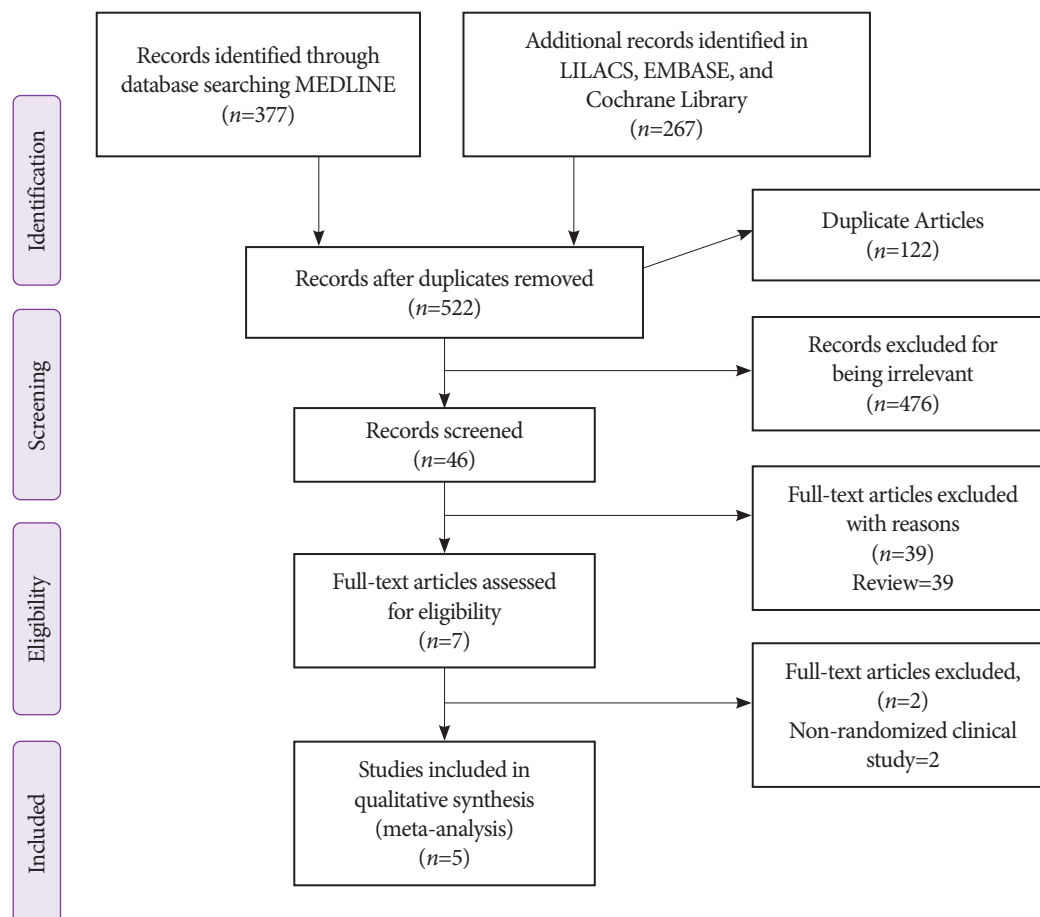 Records identified through
database searching MEDLINE
(n=377)
Additional records identified in
LILACS, EMBASE, and
Cochrane Library
(n=267)
Identification
Duplicate Articles
(n=122)
Records after duplicates removed
(n=522)
Records excluded for
being irrelevant
(n=476)
Screening
Records screened
(n=46)
Full-text articles excluded
with reasons
(n=39)
Review=39
Eligibility
Full-text articles assessed
for eligibility
(n=7)
Full-text articles excluded,
(n=2)
Non-randomized clinical
study=2
Included
Studies included in
qualitative synthesis
(meta-analysis)
(n=5)